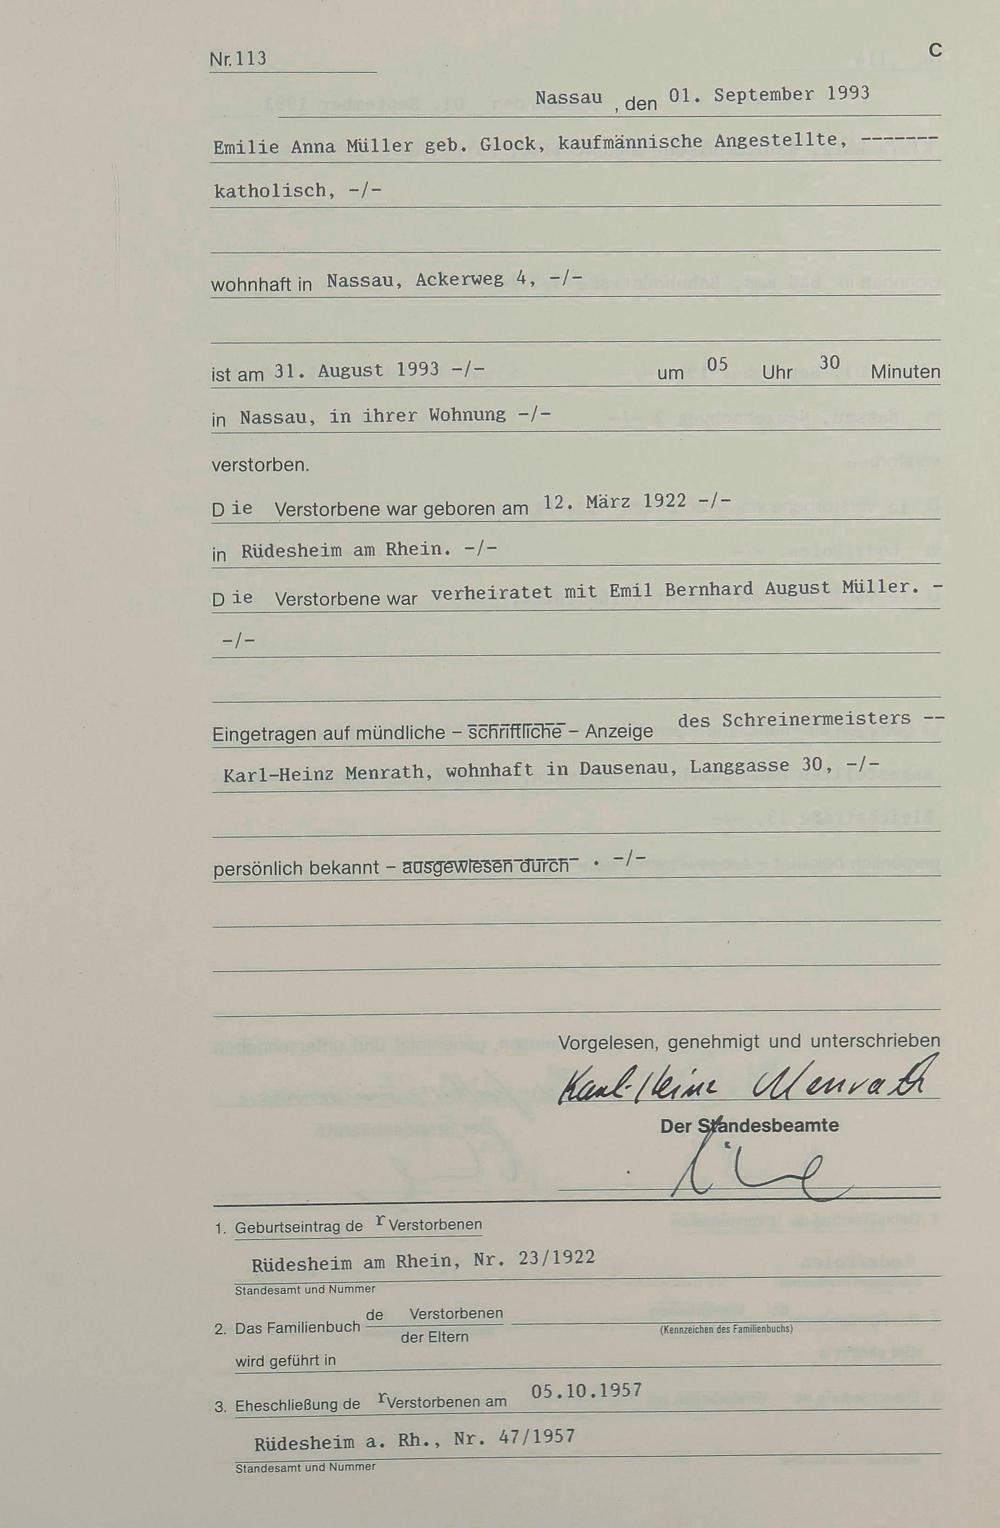 Nr. 113
C
Nassau , den 01. September 1993
Emilie Anna Müller geb. Glock, kaufmännische Angestellte, -------
katholisch, -/-
wohnhaft in Nassau, Ackerweg 4, -/-
ist am 31. August 1993 -/- um 05 Uhr 30 Minuten
in Nassau, in ihrer Wohnung -/-
verstorben.
D ie Verstorbene war geboren am 12. März 1922 -/-
in Rüdesheim am Rhein. -/-
D ie Verstorbene war verheiratet mit Emil Bernhard August Müller. -
-/-
Eingetragen auf mündliche – schriftliche – Anzeige des Schreinermeisters --
Karl-Heinz Menrath, wohnhaft in Dausenau, Langgasse 30, -/-
persönlich bekannt – ausgewiesen durch . -/-
Vorgelesen, genehmigt und unterschrieben
Karl-Heinz Menrath
Der Standesbeamte
1. Geburtseintrag de r Verstorbenen
Rüdesheim am Rhein, Nr. 23/1922
Standesamt und Nummer
2. Das Familienbuch de Verstorbenen
der Eltern
(Kennzeichen des Familienbuchs)
wird geführt in
3. Eheschließung de r Verstorbenen am 05.10.1957
Rüdesheim a. Rh., Nr. 47/1957
Standesamt und Nummer